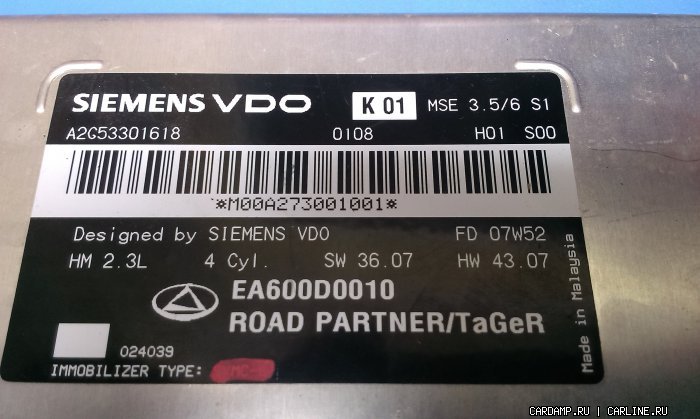 SIEMENS VDO K 01 MSE 3.5/6 S1
A2C53301618 0108 H01 S00
*M00A273001001*
Designed by SIEMENS VDO FD 07W52
HM 2.3L 4 Cyl. SW 36.07 HW 43.07
EA600D0010
ROAD PARTNER/TaGeR
024039
IMMOBILIZER TYPE:
Made in Malaysia
CARDAMP.RU | CARLINE.RU